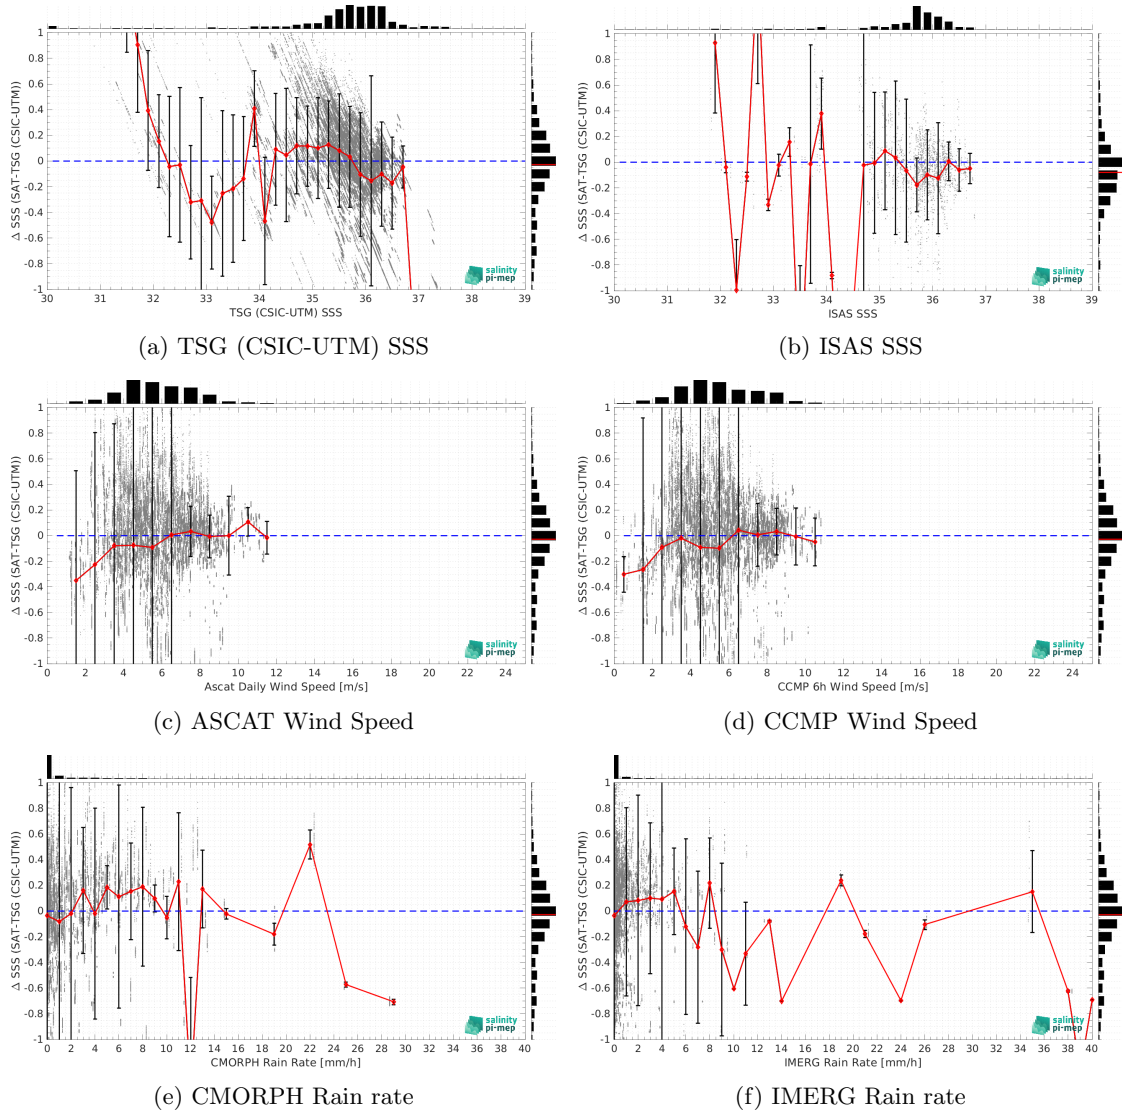 Δ SSS (SAT-TSG (CSIC-UTM))
1
0.8
0.6
0.4
0.2
0
-0.2
-0.4
-0.6
-0.8
-1
30 31 32 33 34 35 36 37 38 39
TSG (CSIC-UTM) SSS
salinity
pi-mep
(a) TSG (CSIC-UTM) SSS
Δ SSS (SAT-TSG (CSIC-UTM))
1
0.8
0.6
0.4
0.2
0
-0.2
-0.4
-0.6
-0.8
-1
30 31 32 33 34 35 36 37 38 39
ISAS SSS
salinity
pi-mep
(b) ISAS SSS
Δ SSS (SAT-TSG (CSIC-UTM))
1
0.8
0.6
0.4
0.2
0
-0.2
-0.4
-0.6
-0.8
-1
0 2 4 6 8 10 12 14 16 18 20 22 24
Ascat Daily Wind Speed [m/s]
salinity
pi-mep
(c) ASCAT Wind Speed
Δ SSS (SAT-TSG (CSIC-UTM))
1
0.8
0.6
0.4
0.2
0
-0.2
-0.4
-0.6
-0.8
-1
0 2 4 6 8 10 12 14 16 18 20 22 24
CCMP 6h Wind Speed [m/s]
salinity
pi-mep
(d) CCMP Wind Speed
Δ SSS (SAT-TSG (CSIC-UTM))
1
0.8
0.6
0.4
0.2
0
-0.2
-0.4
-0.6
-0.8
-1
0 2 4 6 8 10 12 14 16 18 20 22 24 26 28 30 32 34 36 38 40
CMORPH Rain Rate [mm/h]
salinity
pi-mep
(e) CMORPH Rain rate
Δ SSS (SAT-TSG (CSIC-UTM))
1
0.8
0.6
0.4
0.2
0
-0.2
-0.4
-0.6
-0.8
-1
0 2 4 6 8 10 12 14 16 18 20 22 24 26 28 30 32 34 36 38 40
IMERG Rain Rate [mm/h]
salinity
pi-mep
(f) IMERG Rain rate